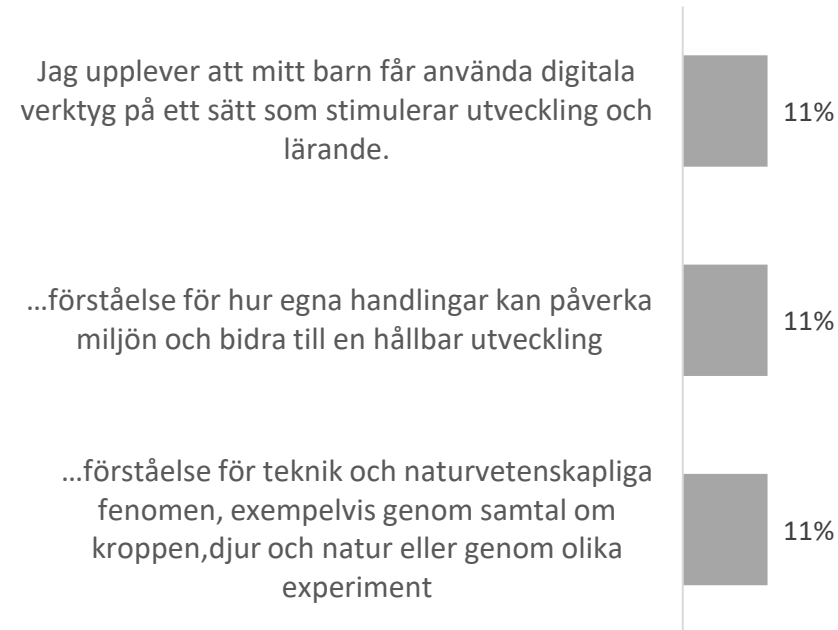 Jag upplever att mitt barn får använda digitala
verktyg på ett sätt som stimulerar utveckling och
lärande.
11%
...förståelse för hur egna handlingar kan påverka
miljön och bidra till en hållbar utveckling
11%
...förståelse för teknik och naturvetenskapliga
fenomen, exempelvis genom samtal om
kroppen,djur och natur eller genom olika
experiment
11%